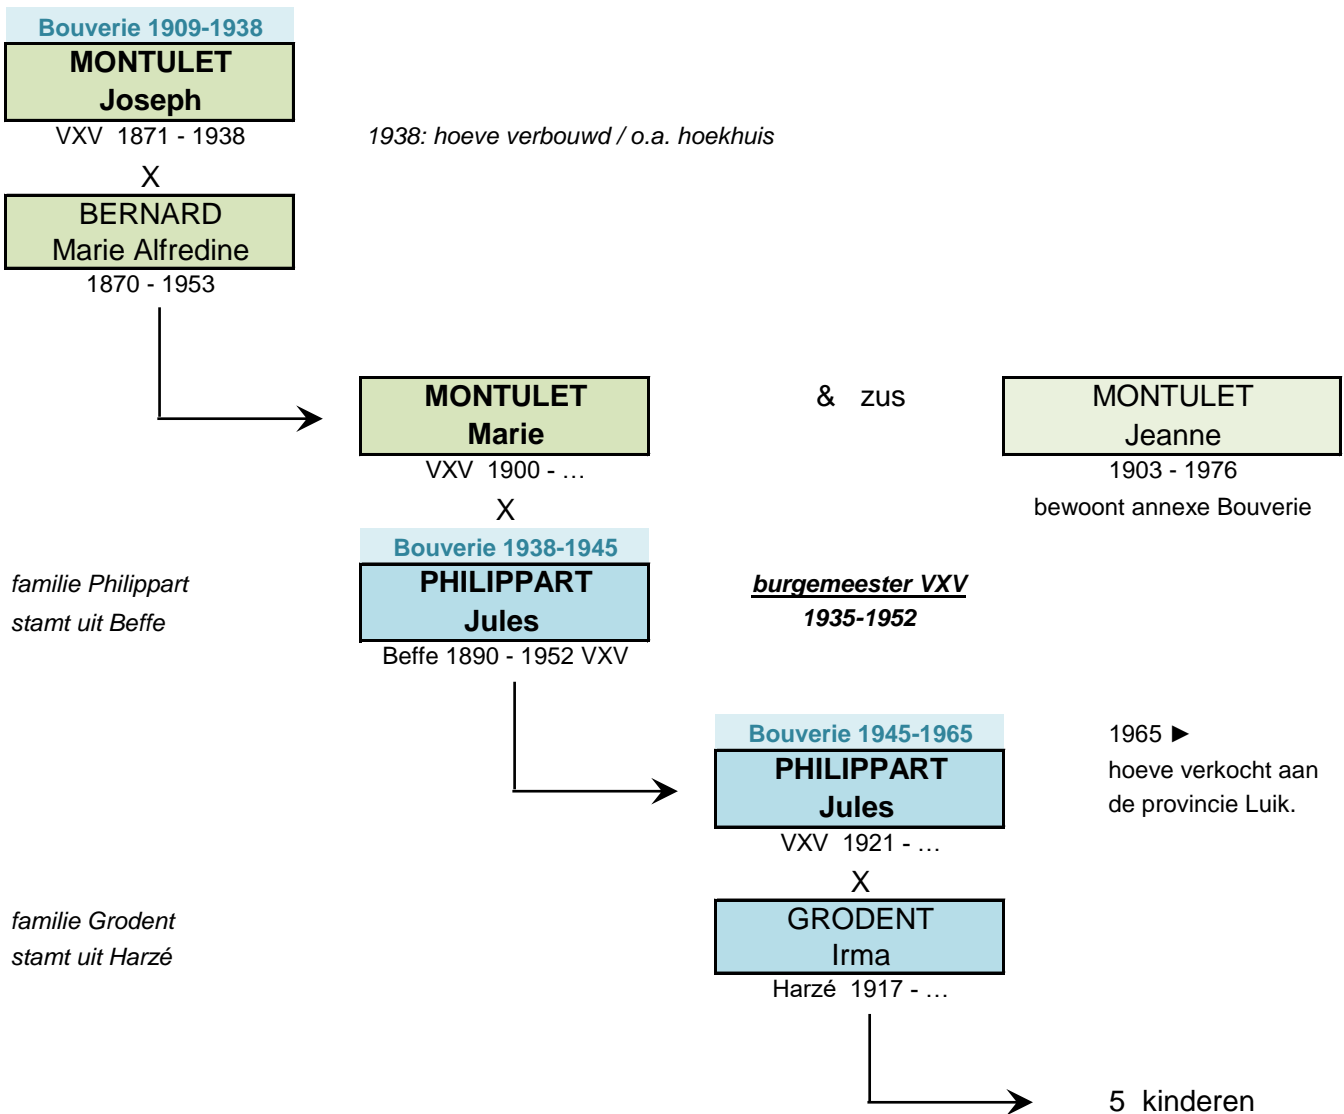 Bouverie 1909-1938
MONTULET
Joseph
VXV 1871 - 1938
1938: hoeve verbouwd / o.a. hoekhuis
X
BERNARD
Marie Alfredine
1870 - 1953
MONTULET
Marie
VXV 1900 - …
& zus
MONTULET
Jeanne
1903 - 1976
bewoont annexe Bouverie
X
Bouverie 1938-1945
PHILIPPART
Jules
Beffe 1890 - 1952 VXV
familie Philippart
stamt uit Beffe
burgemeester VXV
1935-1952
Bouverie 1945-1965
PHILIPPART
Jules
VXV 1921 - …
1965 ►
hoeve verkocht aan
de provincie Luik.
X
GRODENT
Irma
Harzé 1917 - …
familie Grodent
stamt uit Harzé
5 kinderen